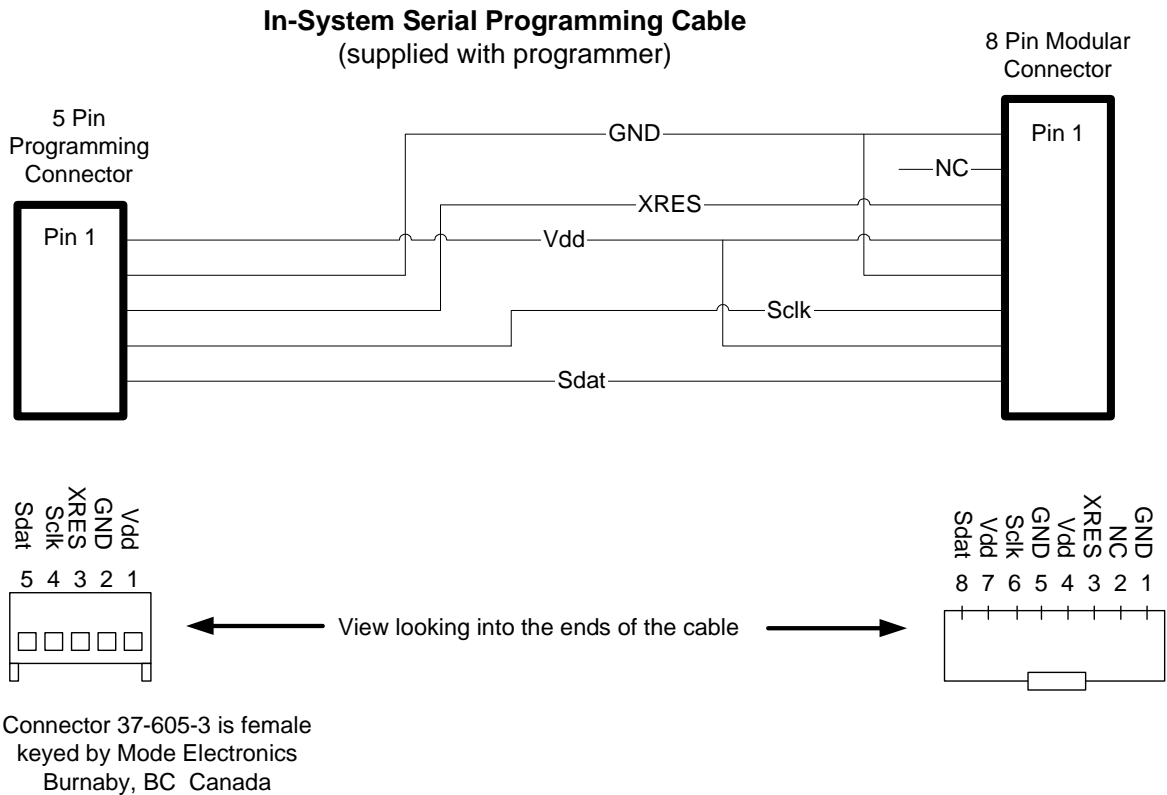 In-System Serial Programming Cable
(supplied with programmer)
8 Pin Modular
Connector
5 Pin
Programming
Connector
GND
Pin 1
NC
XRES
Pin 1
Vdd
Sclk
Sdat
Sdat
Sclk
XRES
GND
Vdd
5 4 3 2 1
Sdat
Vdd
Sclk
GND
Vdd
XRES
NC
GND
8 7 6 5 4 3 2 1
View looking into the ends of the cable
Connector 37-605-3 is female
keyed by Mode Electronics
Burnaby, BC Canada